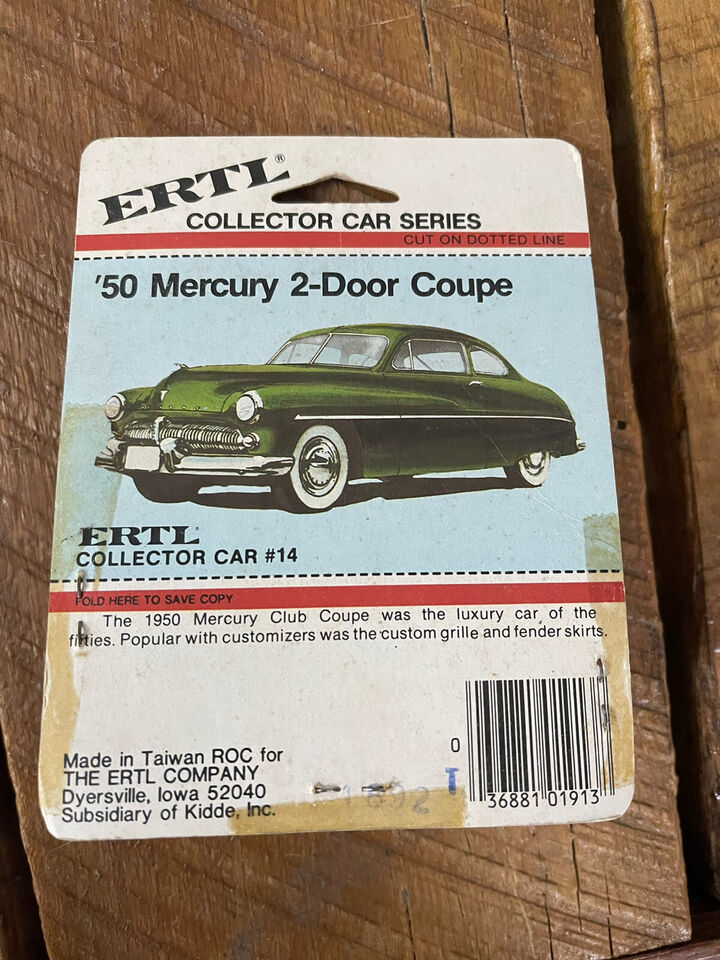 ERTL®
COLLECTOR CAR SERIES
CUT ON DOTTED LINE
'50 Mercury 2-Door Coupe
ERTL
COLLECTOR CAR #14
FOLD HERE TO SAVE COPY
The 1950 Mercury Club Coupe was the luxury car of the
fifties. Popular with customizers was the custom grille and fender skirts.
Made in Taiwan ROC for
THE ERTL COMPANY
Dyersville, Iowa 52040
Subsidiary of Kidde, Inc.
0
T
36881 01913